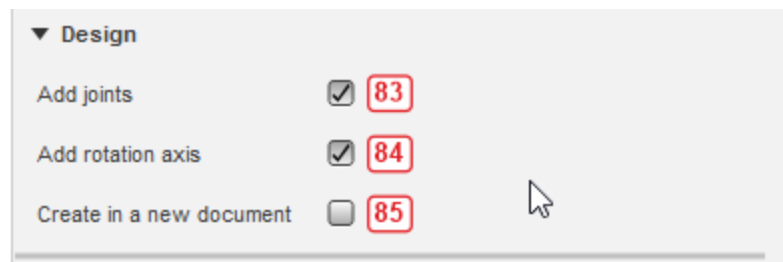 Design
Add joints 83
Add rotation axis 84
Create in a new document 85